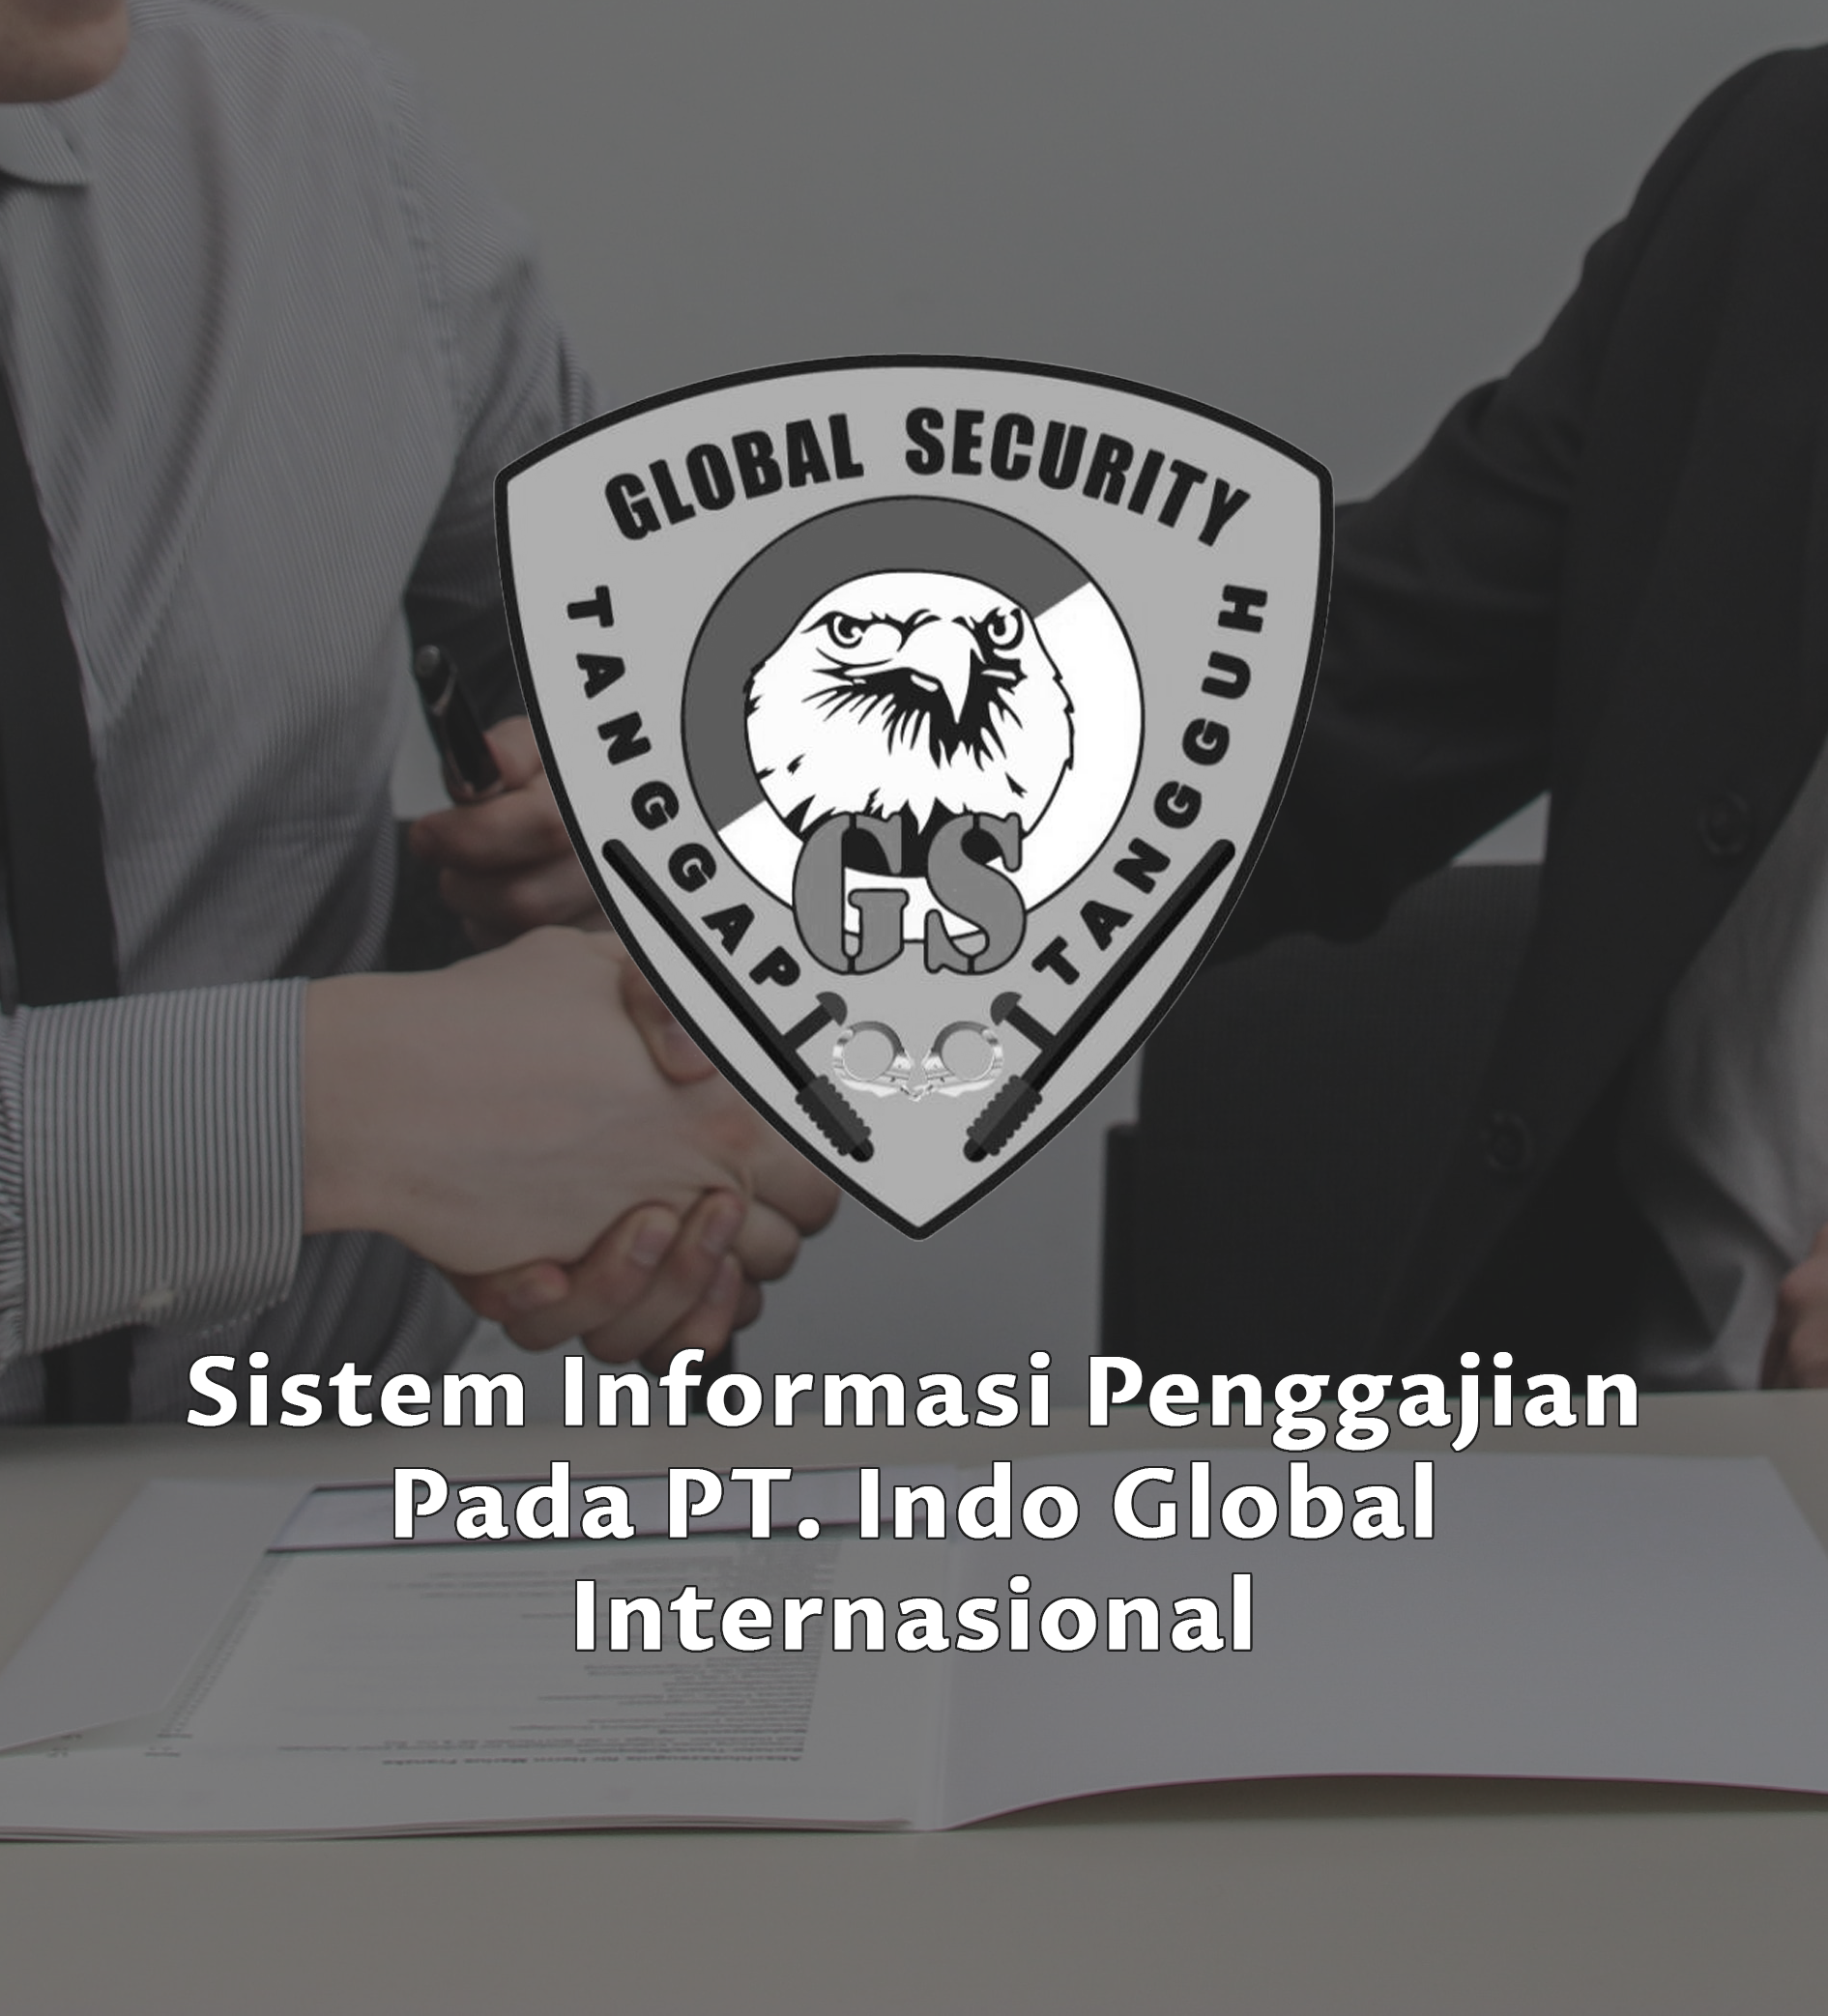 GLOBAL SECURITY
TANGGAP
TANGGUH
GS
Sistem Informasi Penggajian
Pada PT. Indo Global
Internasional